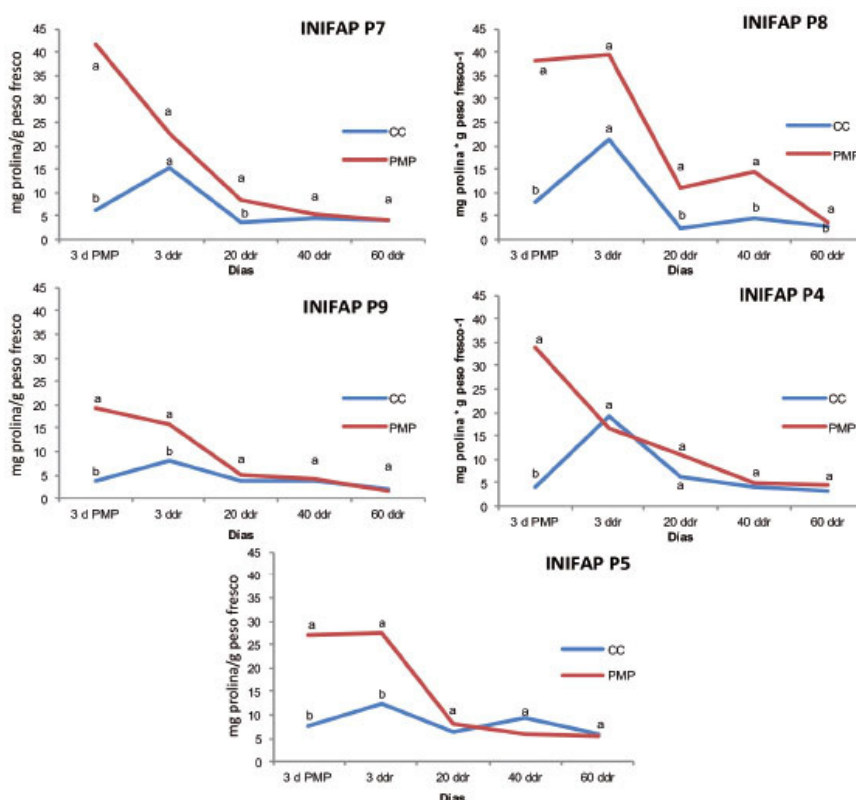 INIFAP P7
mg prolina/g peso fresco
45
40
35
30
25
20
15
10
5
0
a
a
a
a
a
b
a
b
CC
PMP
3 d PMP 3 ddr 20 ddr 40 ddr 60 ddr
Días
INIFAP P8
mg prolina * g peso fresco-1
45
40
35
30
25
20
15
10
5
0
a
a
a
a
a
b
a
b
b
b
CC
PMP
3 d PMP 3 ddr 20 ddr 40 ddr 60 ddr
Días
INIFAP P9
mg prolina/g peso fresco
45
40
35
30
25
20
15
10
5
0
a
a
a
a
a
b
b
CC
PMP
3 d PMP 3 ddr 20 ddr 40 ddr 60 ddr
Días
INIFAP P4
mg prolina * g peso fresco-1
45
40
35
30
25
20
15
10
5
0
a
a
a
a
a
b
a
CC
PMP
3 d PMP 3 ddr 20 ddr 40 ddr 60 ddr
Días
INIFAP P5
mg prolina/g peso fresco
45
40
35
30
25
20
15
10
5
0
a
a
a
a
a
b
b
CC
PMP
3 d PMP 3 ddr 20 ddr 40 ddr 60 ddr
Días